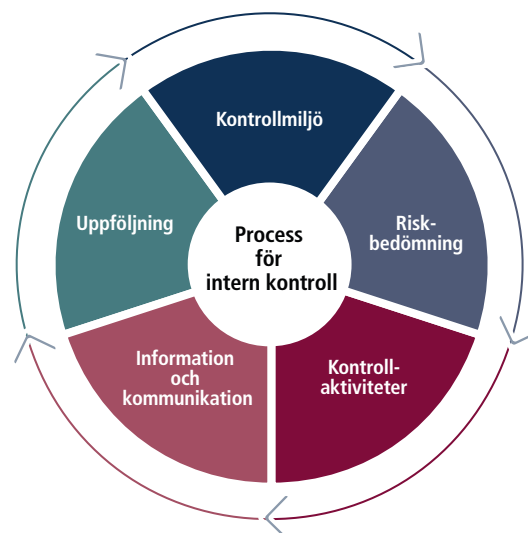 Kontrollmiljö
Risk-
bedömning
Kontroll-
aktiviteter
Information
och
kommunikation
Uppföljning
Process
för
intern kontroll